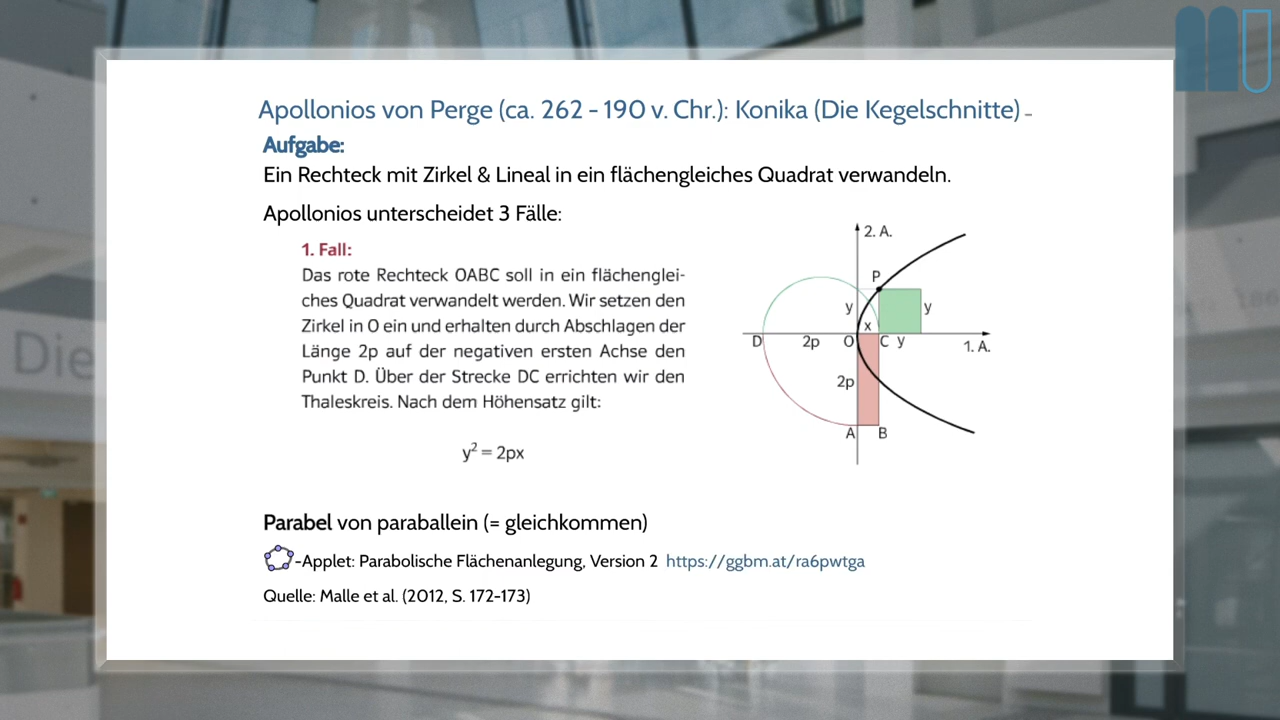 Apollonios von Perge (ca. 262 - 190 v. Chr.): Konika (Die Kegelschnitte) -
Aufgabe:
Ein Rechteck mit Zirkel & Lineal in ein flächengleiches Quadrat verwandeln.
Apollonios unterscheidet 3 Fälle:
1. Fall:
Das rote Rechteck OABC soll in ein flächenglei-
ches Quadrat verwandelt werden. Wir setzen den
Zirkel in O ein und erhalten durch Abschlagen der
Länge 2p auf der negativen ersten Achse den
Punkt D. Über der Strecke DC errichten wir den
Thaleskreis. Nach dem Höhensatz gilt:
y² = 2px
2. A.
P
y
y
x
D
2p
O
C
y
1. A.
2p
A
B
Parabel von paraballein (= gleichkommen)
-Applet: Parabolische Flächenanlegung, Version 2 https://ggbm.at/ra6pwtga
Quelle: Malle et al. (2012, S. 172-173)
Die